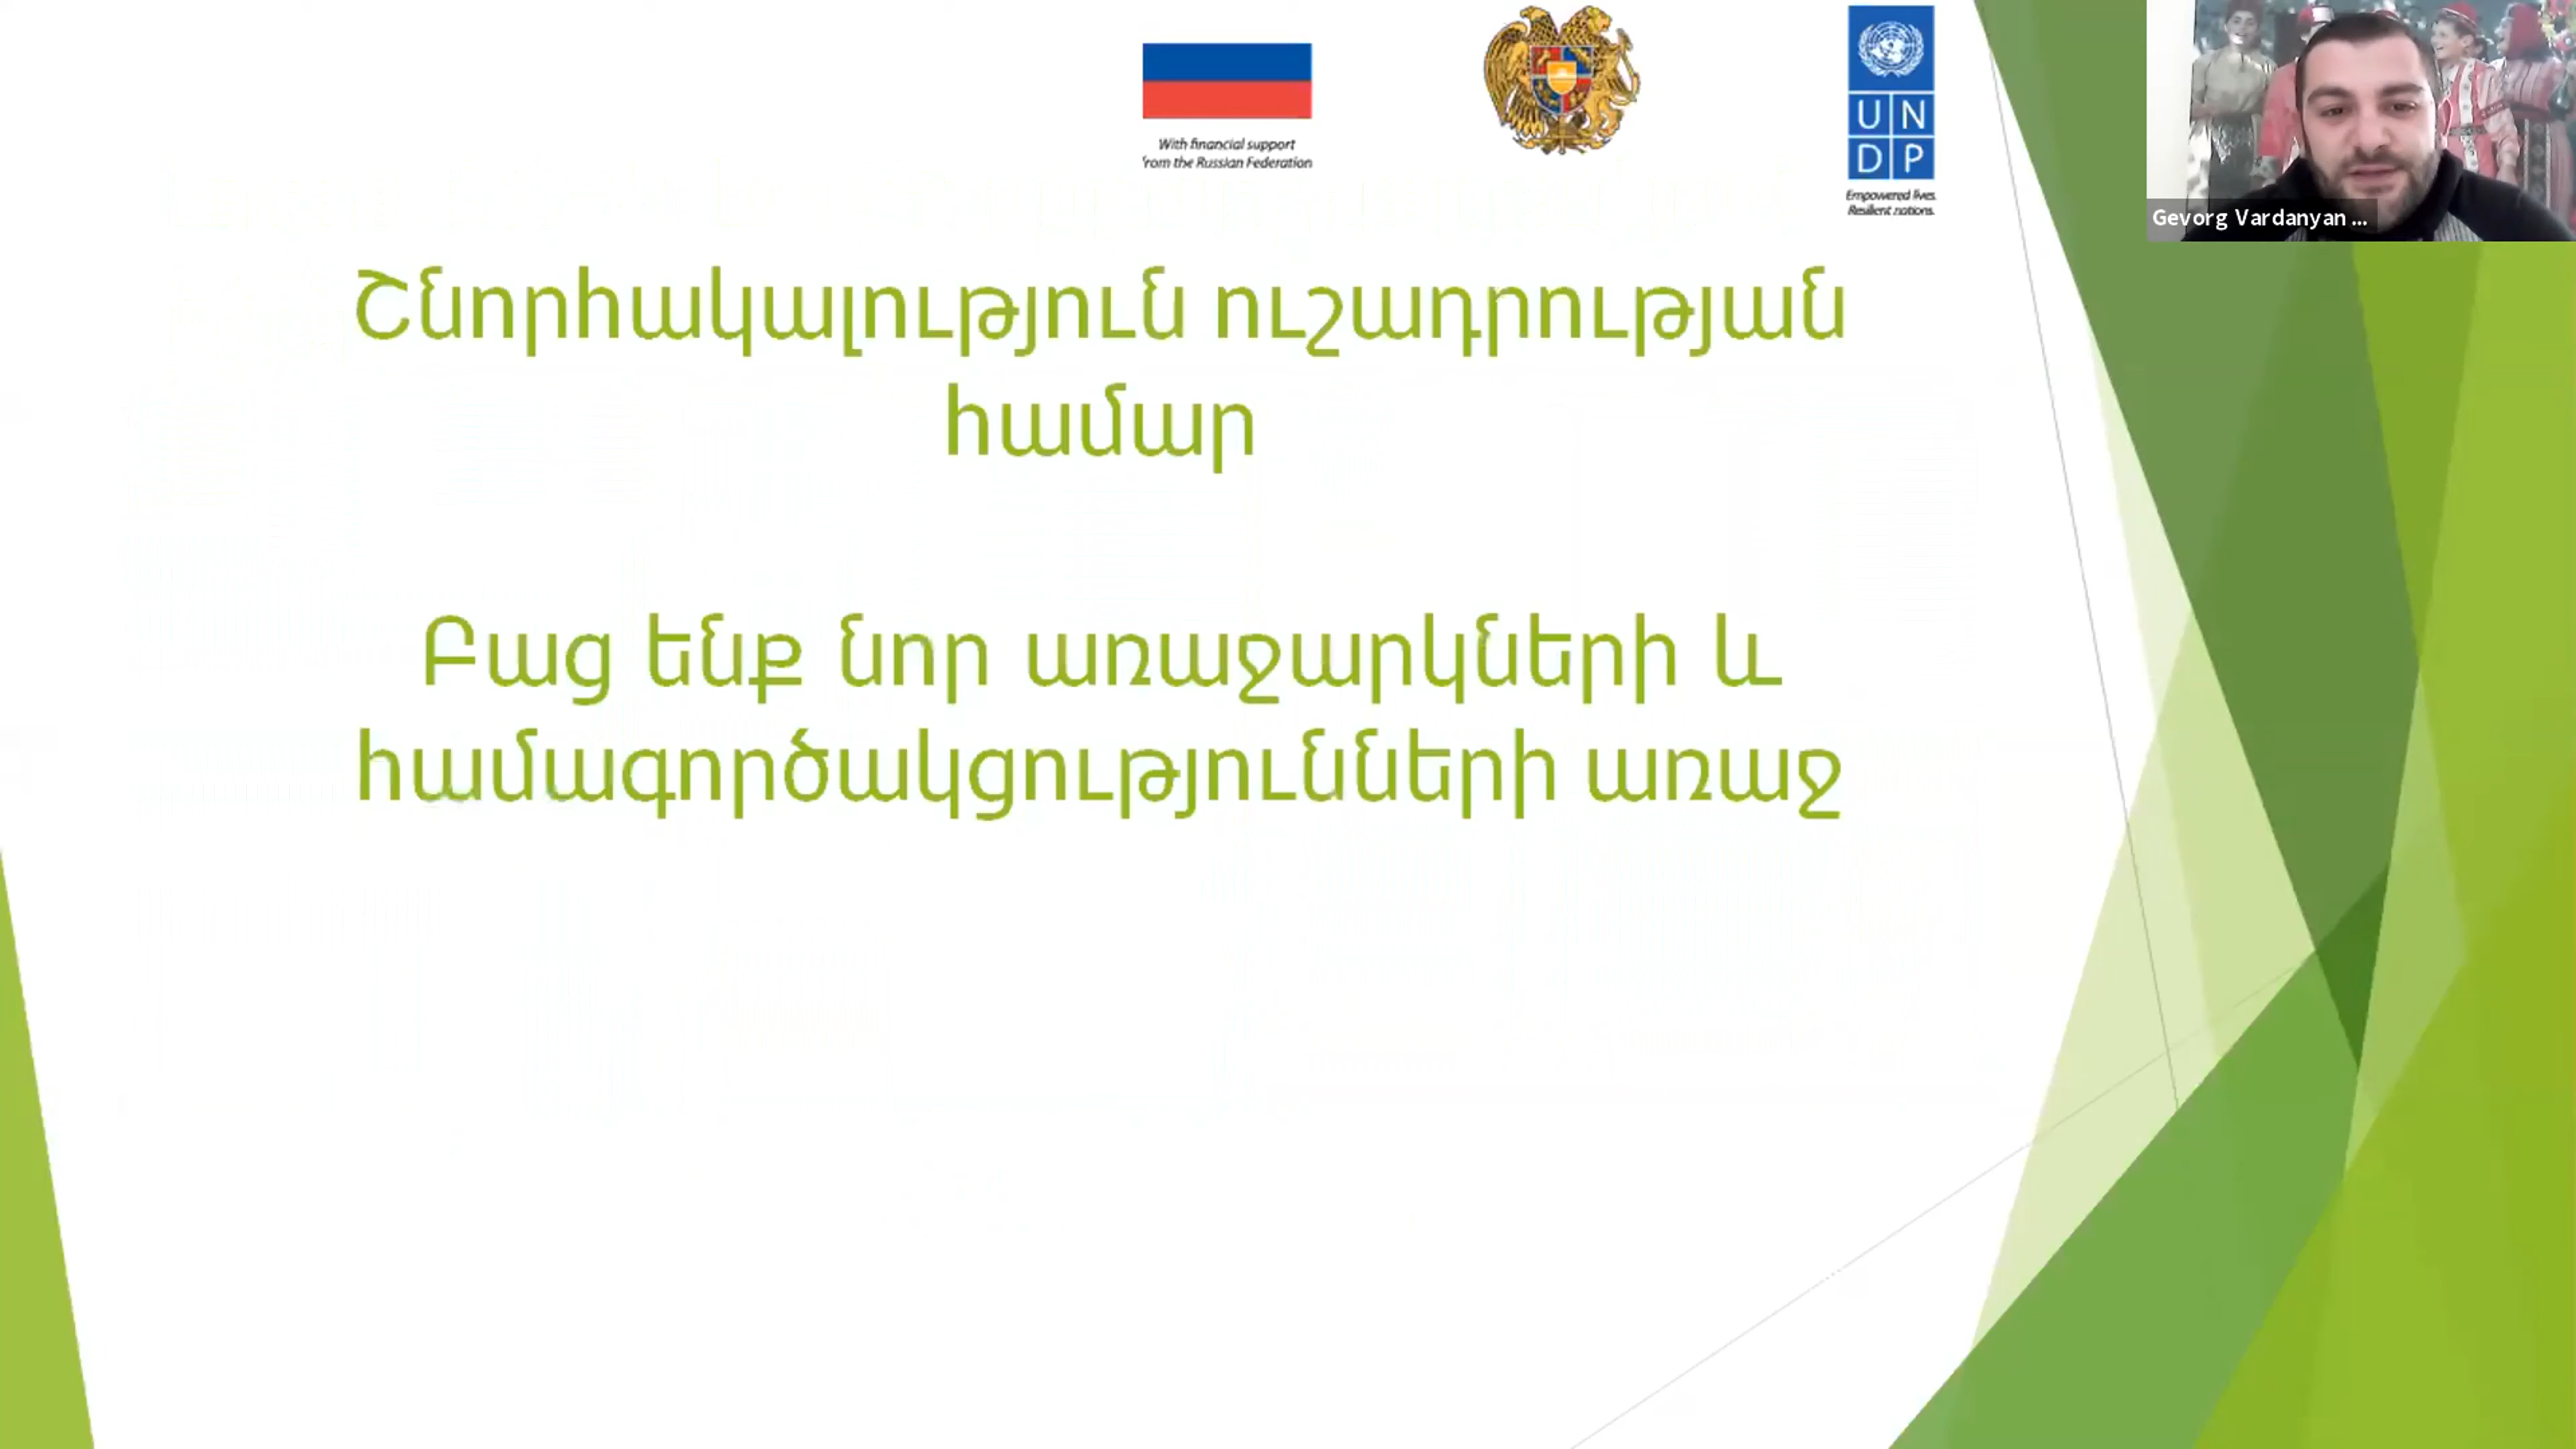 With financial support
from the Russian Federation
U N
D P
Empowered lives.
Resilient nations.
Gevorg Vardanyan ...
Շնորհակալություն ուշադրության
համար
Բաց ենք նոր առաջարկների և
համագործակցությունների առաջ